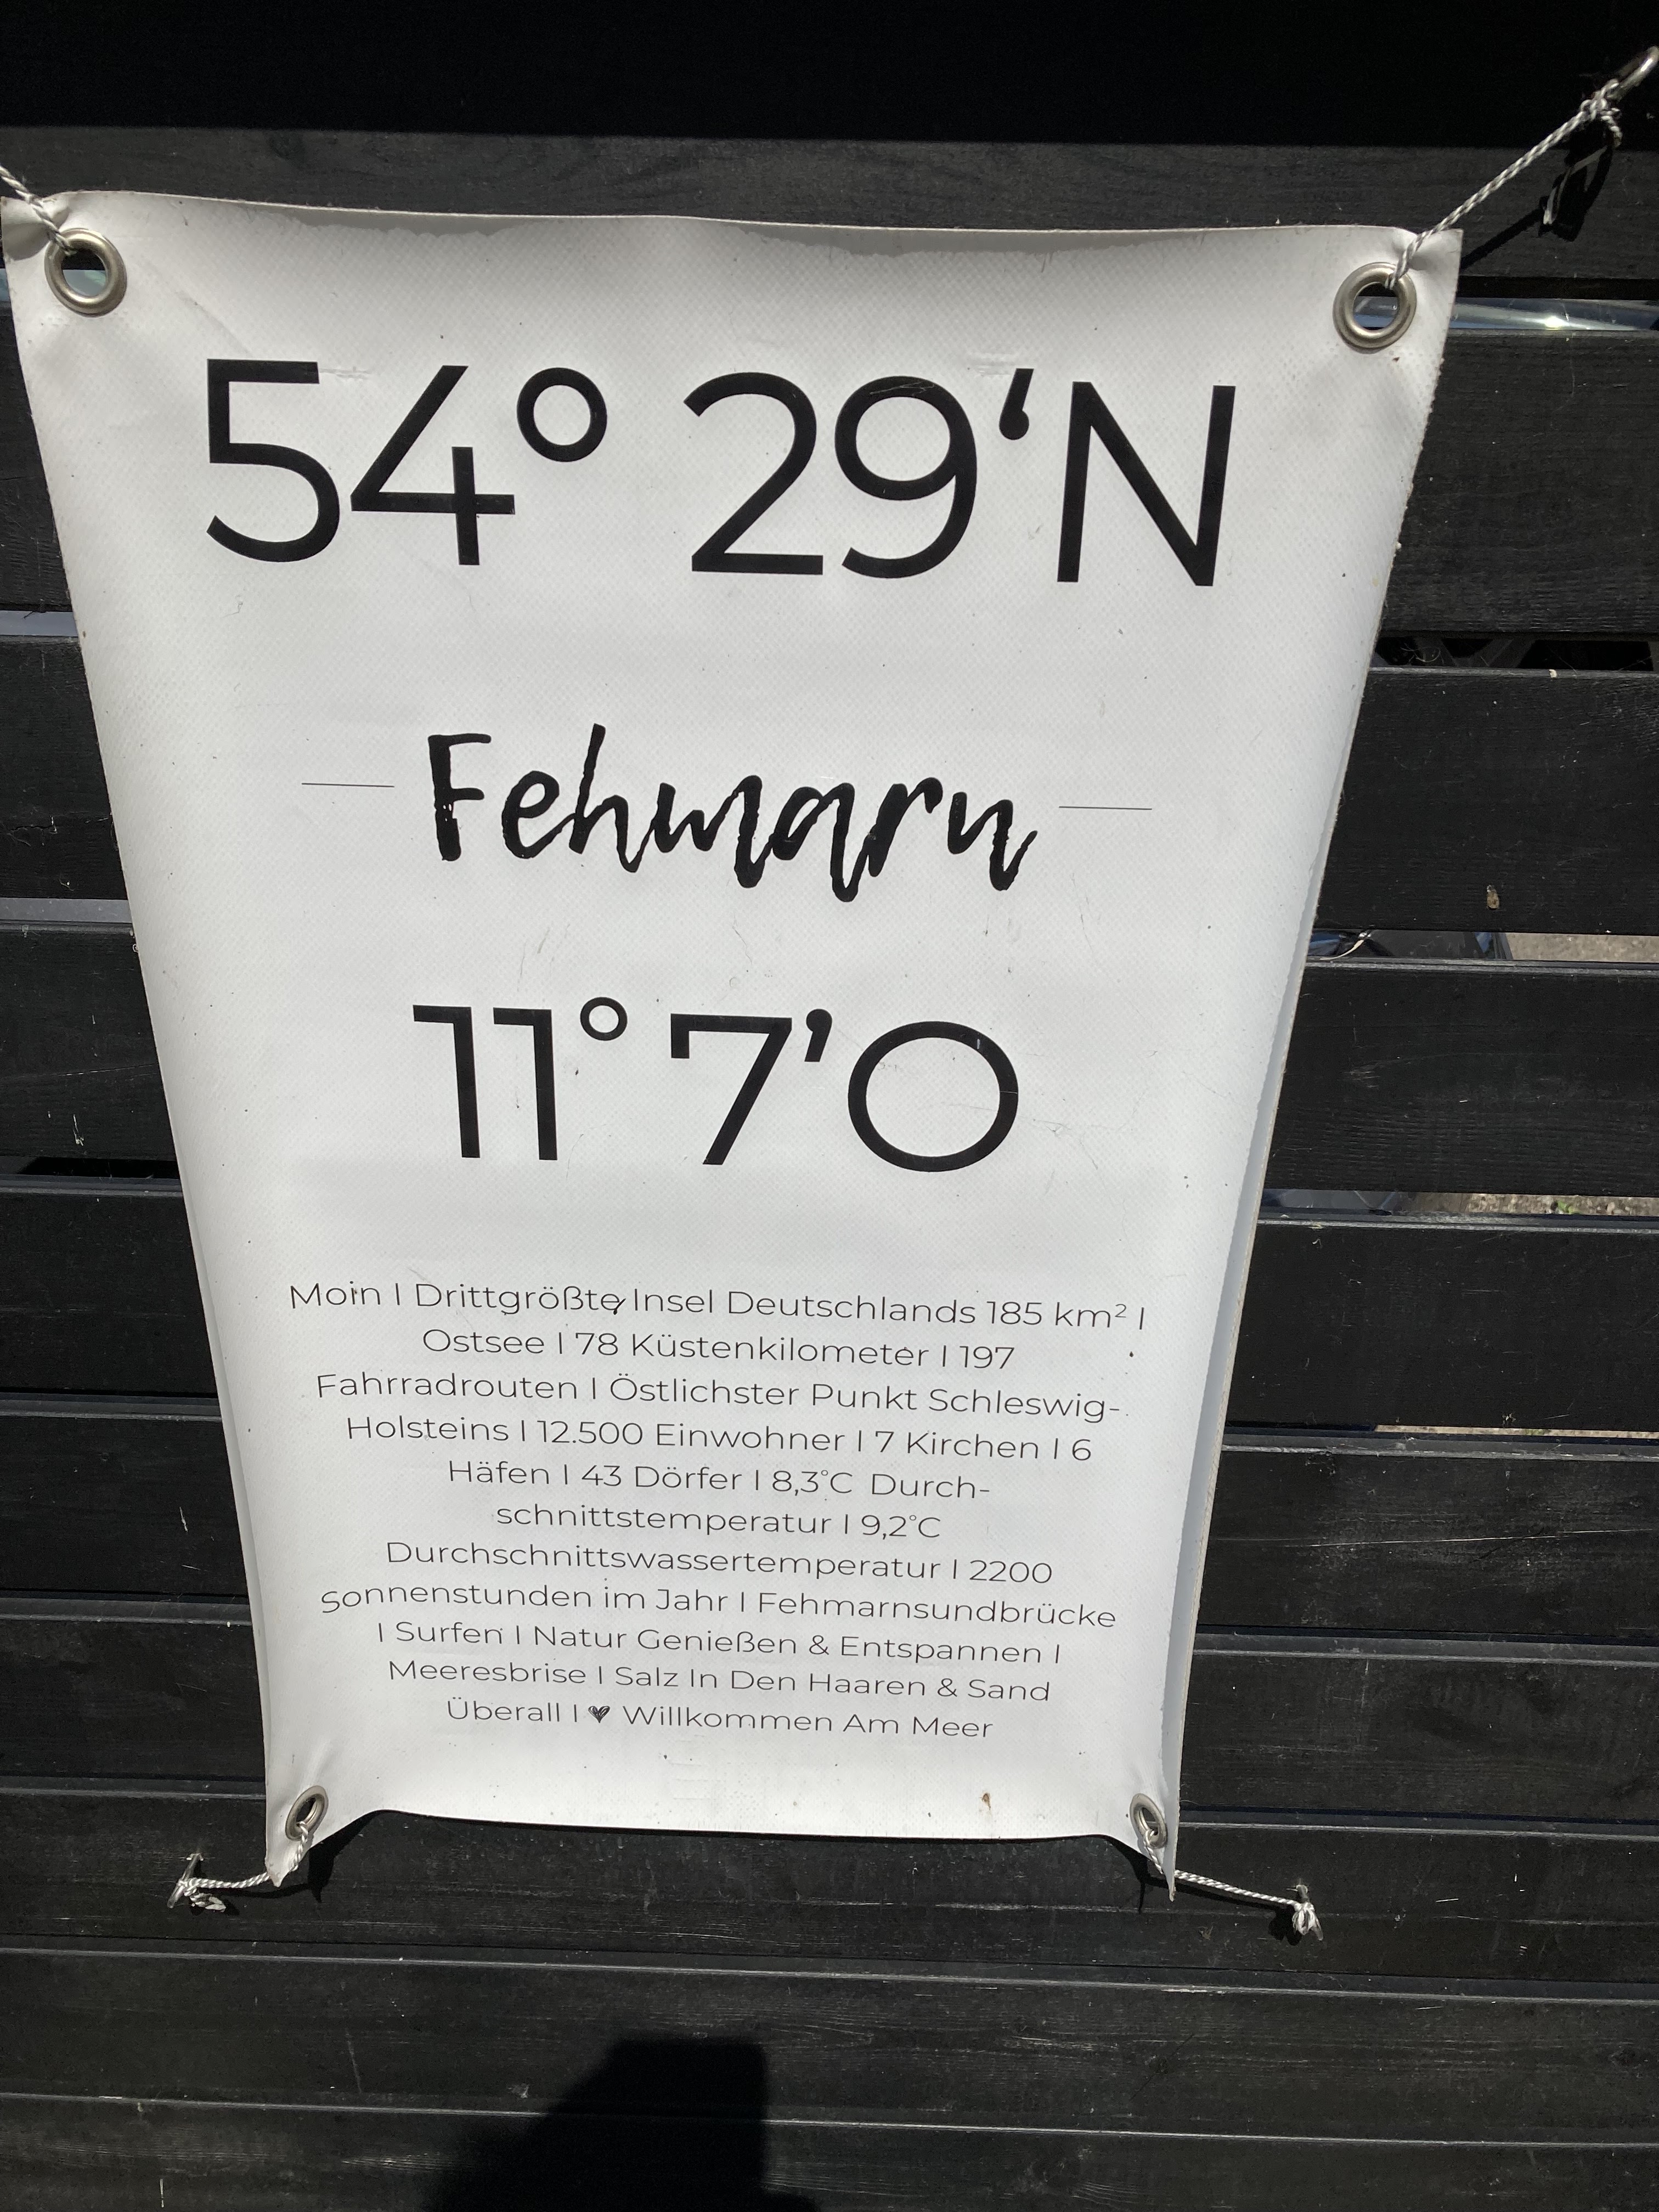 54° 29‘N
Fehmarn
11° 7’O
Moin I Drittgrößte Insel Deutschlands 185 km² I
Ostsee I 78 Küstenkilometer I 197
Fahrradrouten I Östlichster Punkt Schleswig-
Holsteins I 12.500 Einwohner I 7 Kirchen I 6
Häfen I 43 Dörfer I 8,3°C Durch-
schnittstemperatur I 9,2°C
Durchschnittswassertemperatur I 2200
Sonnenstunden im Jahr I Fehmarnsundbrücke
I Surfen I Natur Genießen & Entspannen I
Meeresbrise I Salz In Den Haaren & Sand
Überall I ♥ Willkommen Am Meer